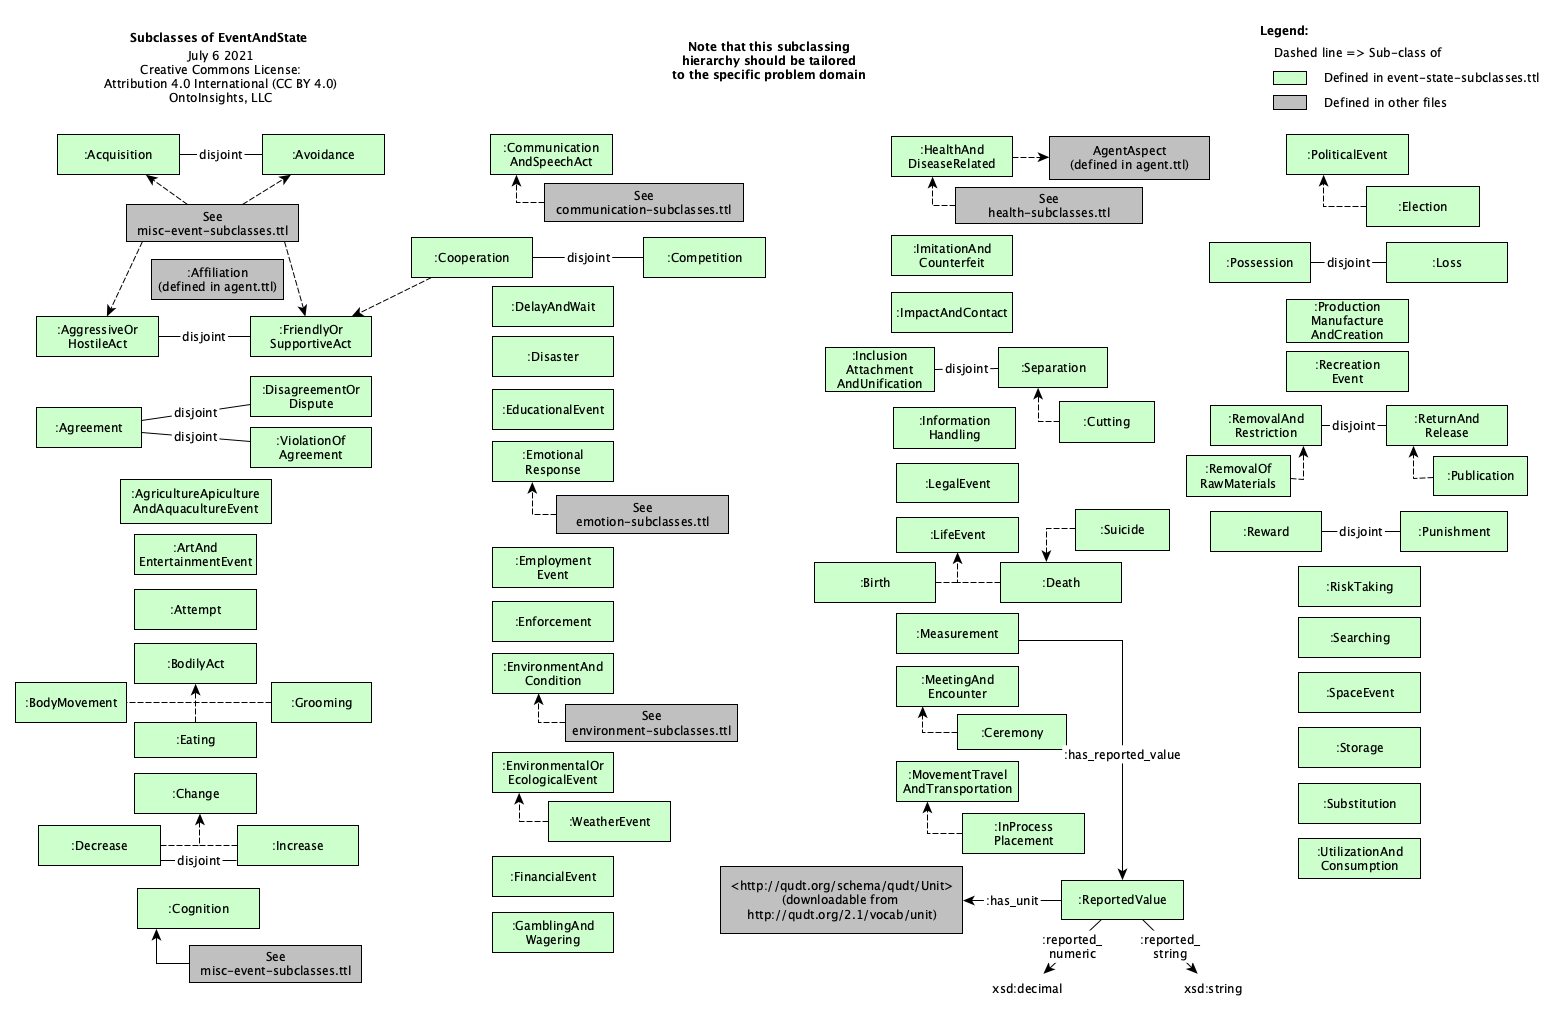 Subclasses of EventAndState
July 6 2021
Creative Commons License:
Attribution 4.0 International (CC BY 4.0)
OntoInsights, LLC
Note that this subclassing
hierarchy should be tailored
to the specific problem domain
Legend:
Dashed line => Sub-class of
Defined in event-state-subclasses.ttl
Defined in other files
:Acquisition
disjoint
:Avoidance
See
misc-event-subclasses.ttl
:Affiliation
(defined in agent.ttl)
:AggressiveOr
HostileAct
disjoint
:FriendlyOr
SupportiveAct
:Agreement
disjoint
disjoint
:DisagreementOr
Dispute
:ViolationOf
Agreement
:AgricultureApiculture
AndAquacultureEvent
:ArtAnd
EntertainmentEvent
:Attempt
:BodilyAct
:BodyMovement
:Grooming
:Eating
:Change
:Decrease
disjoint
:Increase
:Cognition
See
misc-event-subclasses.ttl
:Communication
AndSpeechAct
See
communication-subclasses.ttl
:Cooperation
disjoint
:Competition
:DelayAndWait
:Disaster
:EducationalEvent
:Emotional
Response
See
emotion-subclasses.ttl
:Employment
Event
:Enforcement
:EnvironmentAnd
Condition
See
environment-subclasses.ttl
:EnvironmentalOr
EcologicalEvent
:WeatherEvent
:FinancialEvent
:GamblingAnd
Wagering
:HealthAnd
DiseaseRelated
AgentAspect
(defined in agent.ttl)
See
health-subclasses.ttl
:ImitationAnd
Counterfeit
:ImpactAndContact
:Inclusion
Attachment
AndUnification
disjoint
:Separation
:Cutting
:Information
Handling
:LegalEvent
:LifeEvent
:Suicide
:Birth
:Death
:Measurement
:MeetingAnd
Encounter
:Ceremony
:has_reported_value
:MovementTravel
AndTransportation
:InProcess
Placement
<http://qudt.org/schema/qudt/Unit>
(downloadable from
http://qudt.org/2.1/vocab/unit)
:has_unit
:ReportedValue
:reported_
numeric
:reported_
string
xsd:decimal
xsd:string
:PoliticalEvent
:Election
:Possession
disjoint
:Loss
:Production
Manufacture
AndCreation
:Recreation
Event
:RemovalAnd
Restriction
disjoint
:ReturnAnd
Release
:RemovalOf
RawMaterials
:Publication
:Reward
disjoint
:Punishment
:RiskTaking
:Searching
:SpaceEvent
:Storage
:Substitution
:UtilizationAnd
Consumption